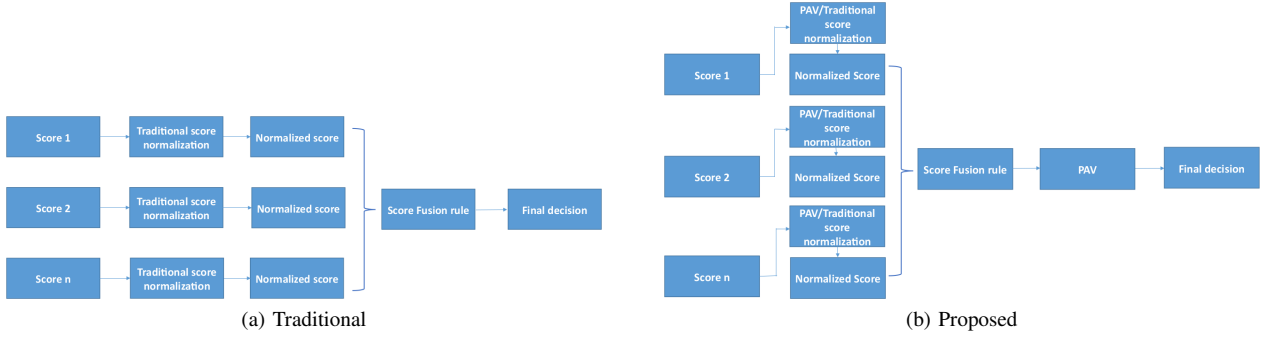 Score 1
Traditional score
normalization
Normalized score
Score 2
Traditional score
normalization
Normalized score
Score n
Traditional score
normalization
Normalized score
Score Fusion rule
Final decision
(a) Traditional
PAV/Traditional
score
normalization
Score 1
Normalized Score
PAV/Traditional
score
normalization
Score 2
Normalized Score
PAV/Traditional
score
normalization
Score n
Normalized Score
Score Fusion rule
PAV
Final decision
(b) Proposed